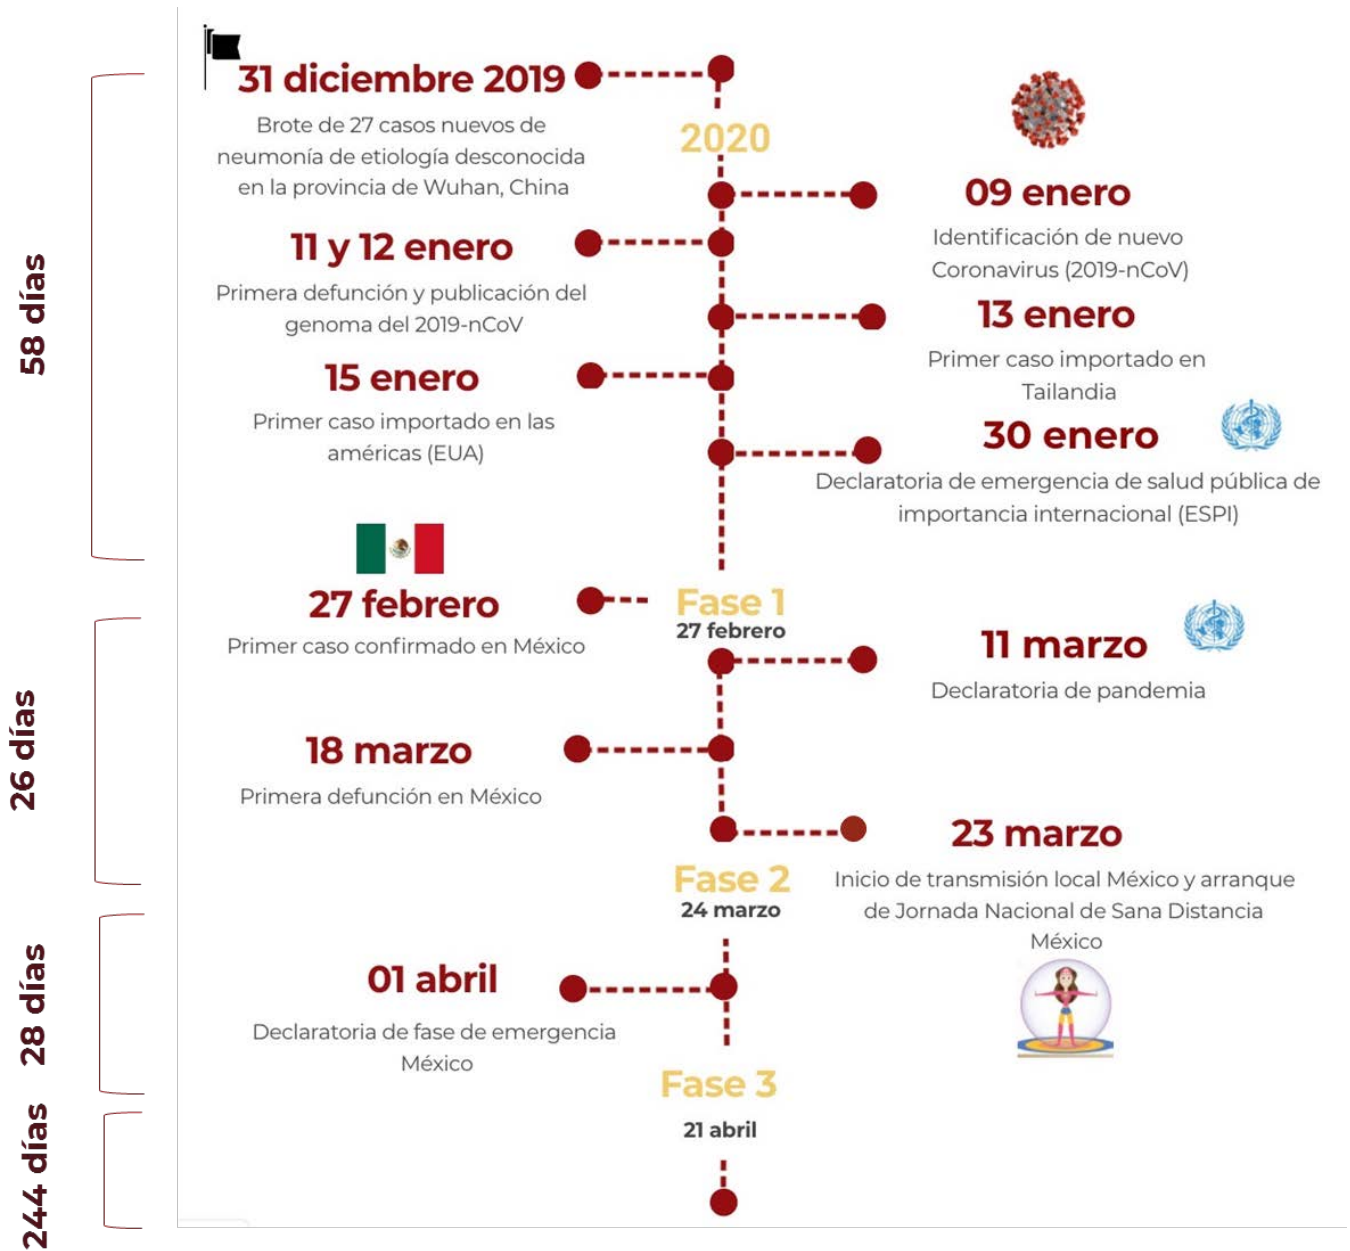 31 diciembre 2019
Brote de 27 casos nuevos de
neumonía de etiología desconocida
en la provincia de Wuhan, China
2020
09 enero
Identificación de nuevo
Coronavirus (2019-nCoV)
11 y 12 enero
Primera defunción y publicación del
genoma del 2019-nCoV
13 enero
Primer caso importado en
Tailandia
15 enero
Primer caso importado en las
américas (EUA)
30 enero
Declaratoria de emergencia de salud pública de
importancia internacional (ESPI)
58 días
27 febrero
Primer caso confirmado en México
Fase 1
27 febrero
11 marzo
Declaratoria de pandemia
18 marzo
Primera defunción en México
23 marzo
Inicio de transmisión local México y arranque
de Jornada Nacional de Sana Distancia
México
26 días
Fase 2
24 marzo
01 abril
Declaratoria de fase de emergencia
México
28 días
Fase 3
21 abril
244 días